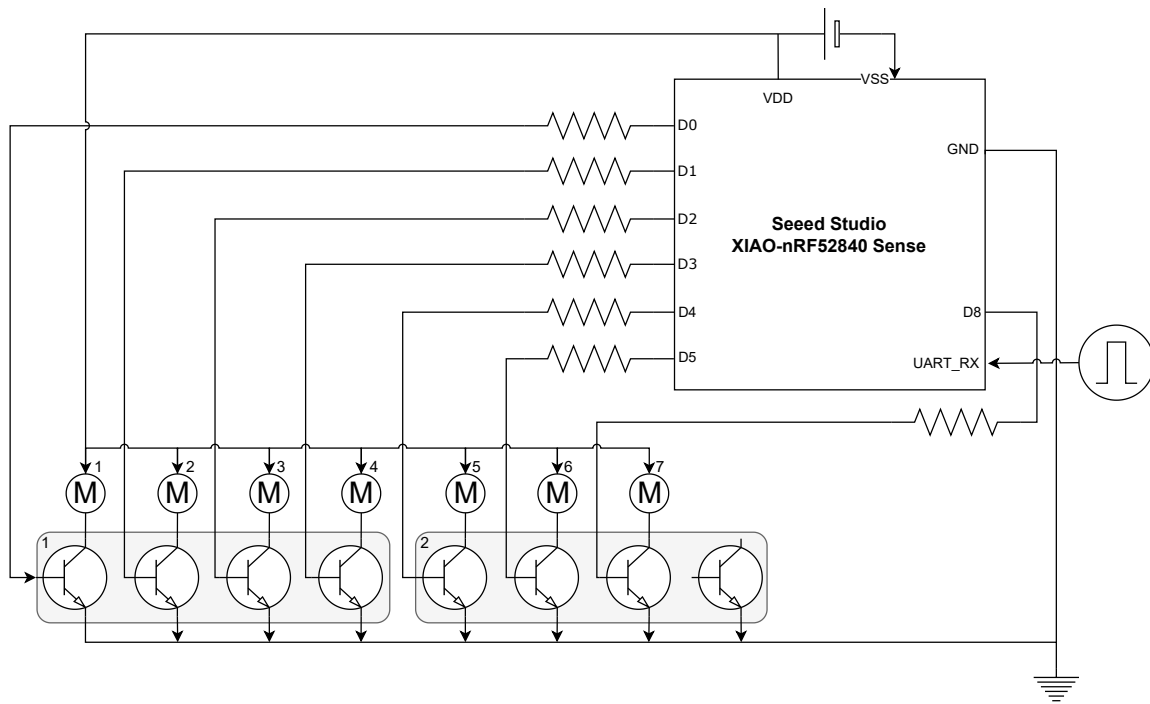 VSS
VDD
D0
D1
GND
D2
Seeed Studio
XIAO-nRF52840 Sense
D3
D4
D8
D5
UART_RX
1
2
3
4
5
6
7
M
M
M
M
M
M
M
1
2